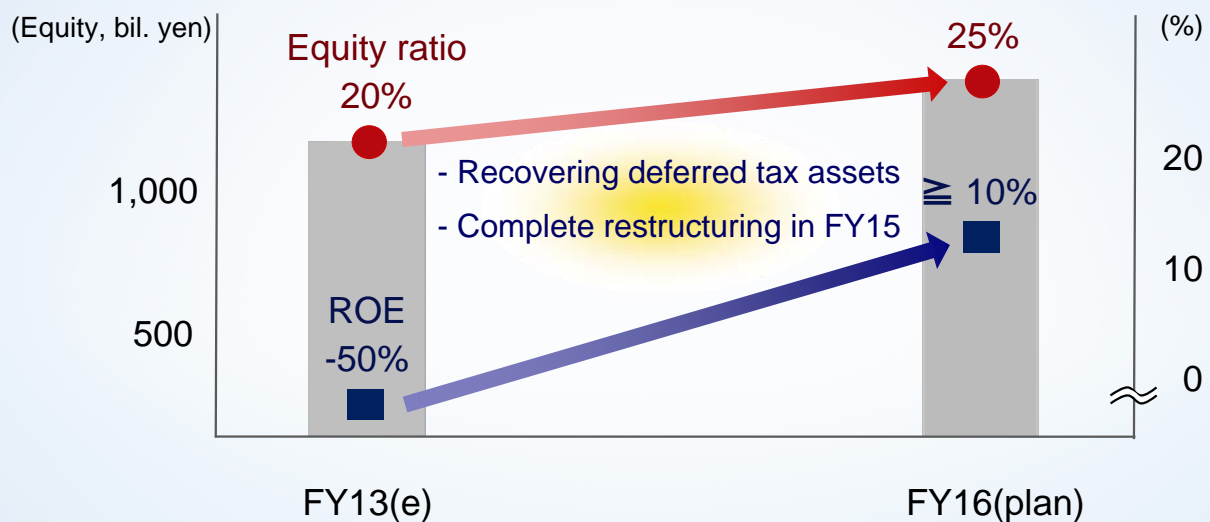 (Equity, bil. yen)
(%)
Equity ratio
20%
25%
- Recovering deferred tax assets
- Complete restructuring in FY15
≧ 10%
1,000
20
10
500
ROE
-50%
0
FY13(e)
FY16(plan)